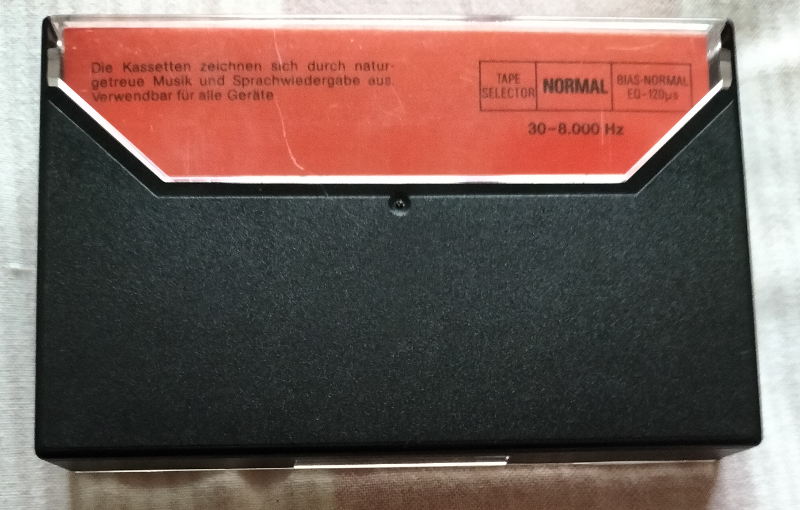 Die Kassetten zeichnen sich durch natur-
getreue Musik und Sprachwiedergabe aus.
Verwendbar für alle Geräte
TAPE
SELECTOR
NORMAL
BIAS-NORMAL
EQ-120µs
30-8.000 Hz